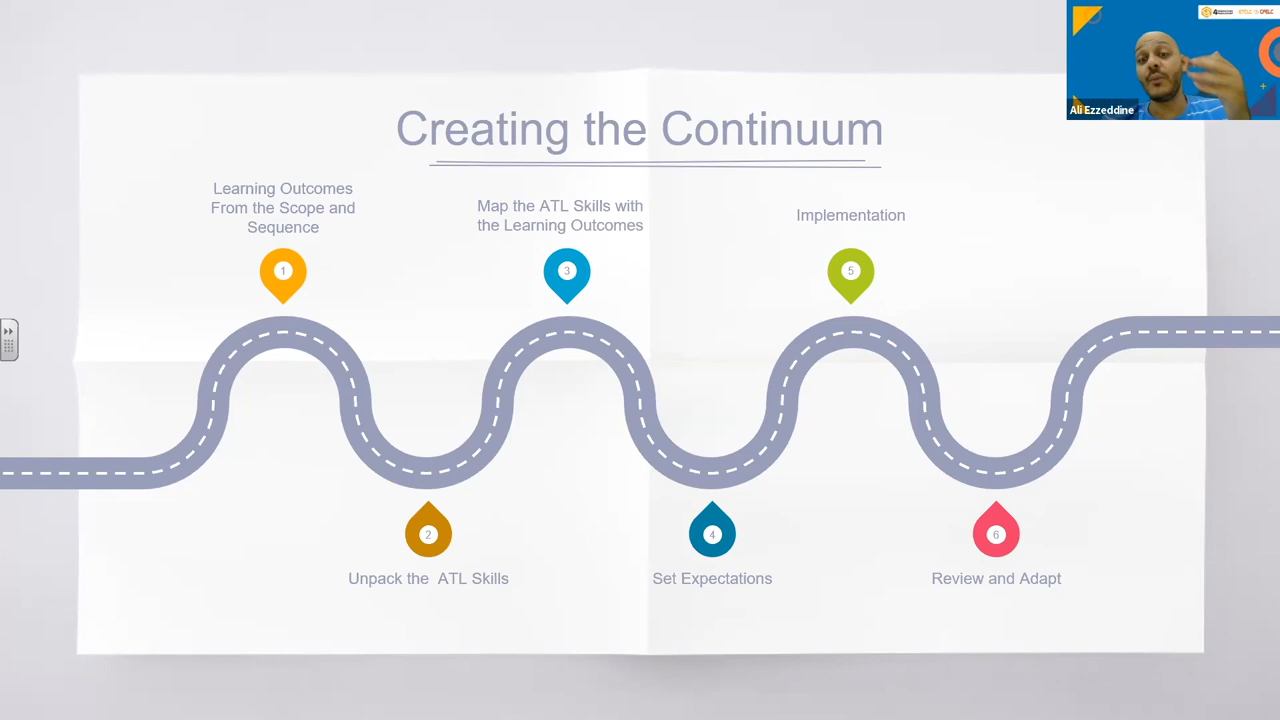 Creating the Continuum
Learning Outcomes
From the Scope and
Sequence
Map the ATL Skills with
the Learning Outcomes
Implementation
1
3
5
2
4
6
Unpack the  ATL Skills
Set Expectations
Review and Adapt
Ali Ezzeddine